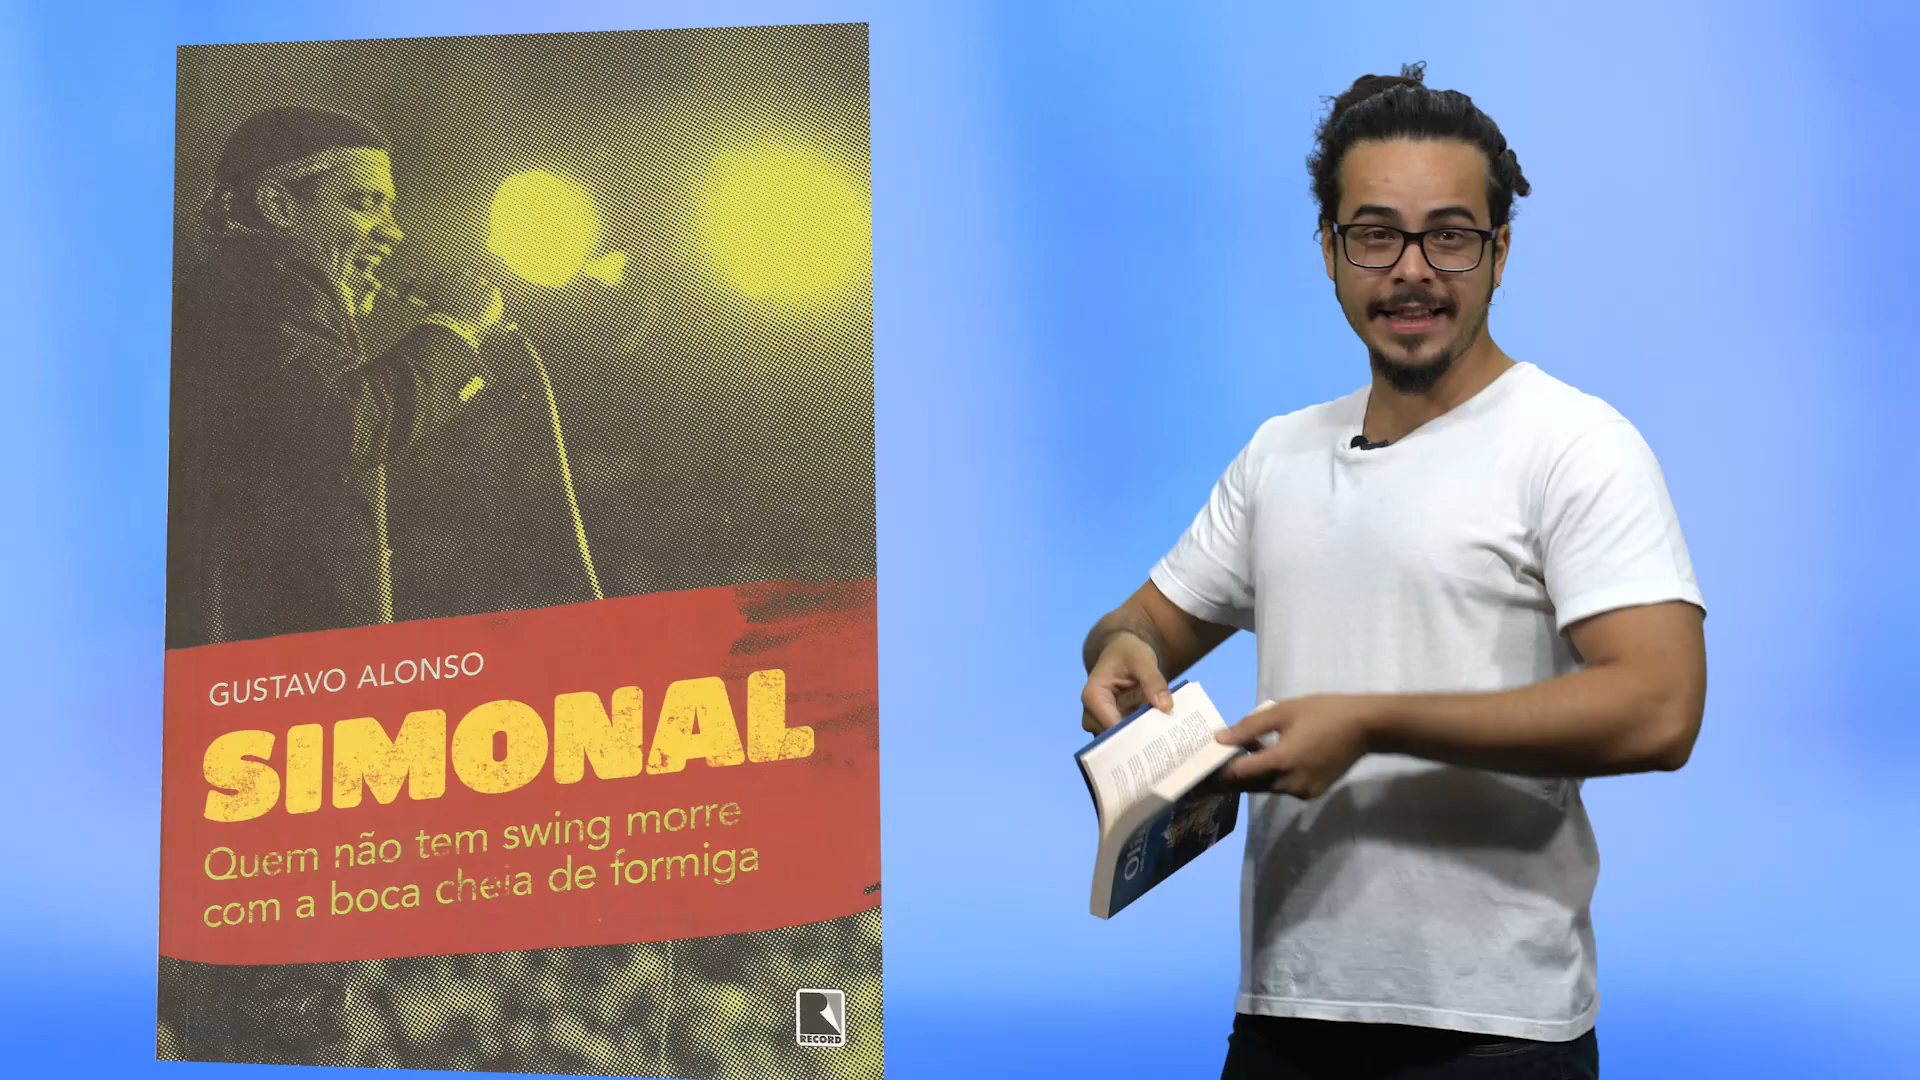 GUSTAVO ALONSO
SIMONAL
Quem não tem swing morre
com a boca cheia de formiga
R
RECORD